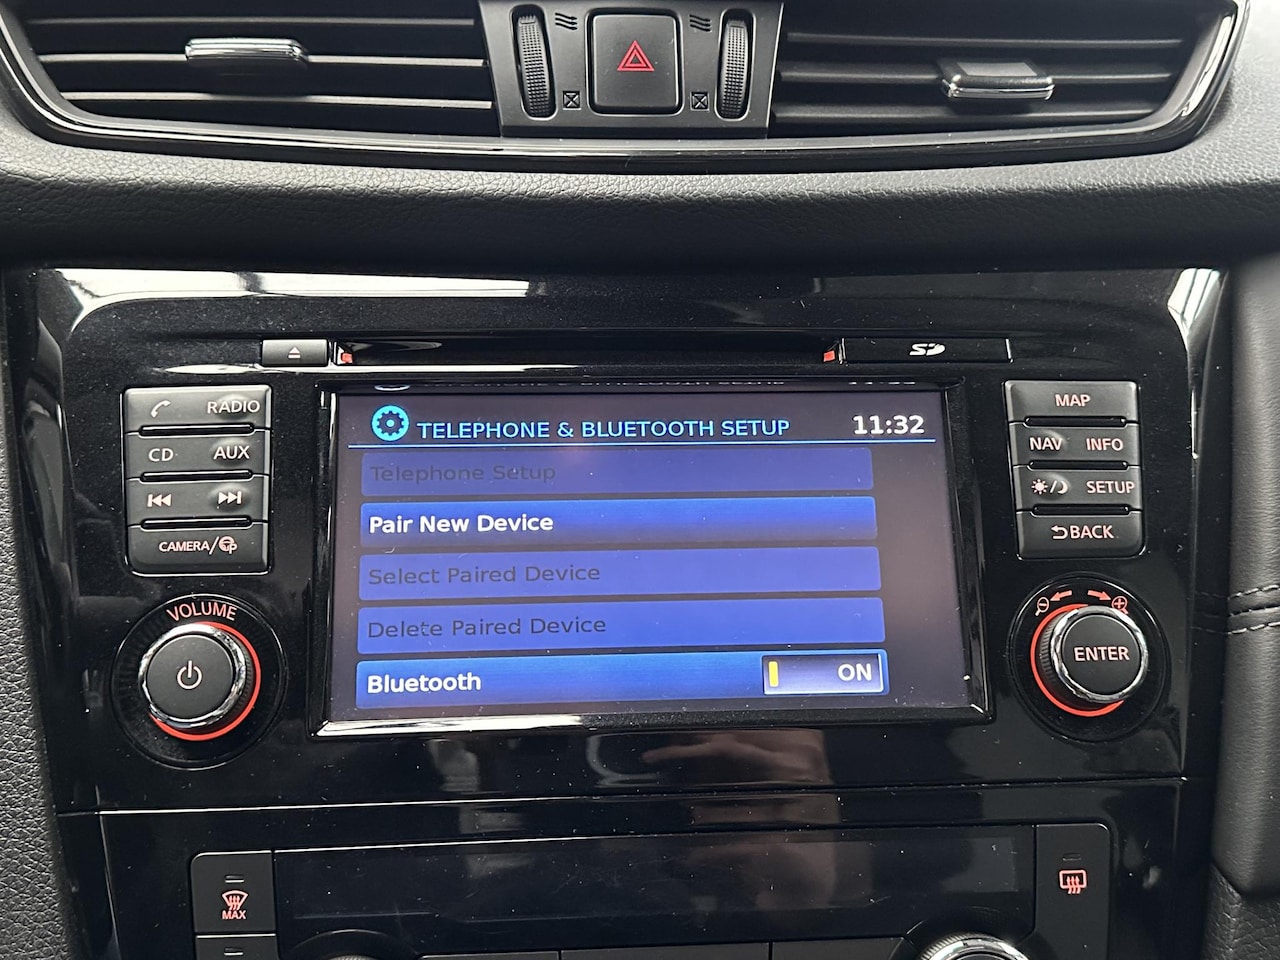 SD
RADIO
CD AUX
CAMERA/
VOLUME
TELEPHONE & BLUETOOTH SETUP 11:32
Telephone Setup
Pair New Device
Select Paired Device
Delete Paired Device
Bluetooth ON
MAP
NAV INFO
SETUP
BACK
ENTER
MAX